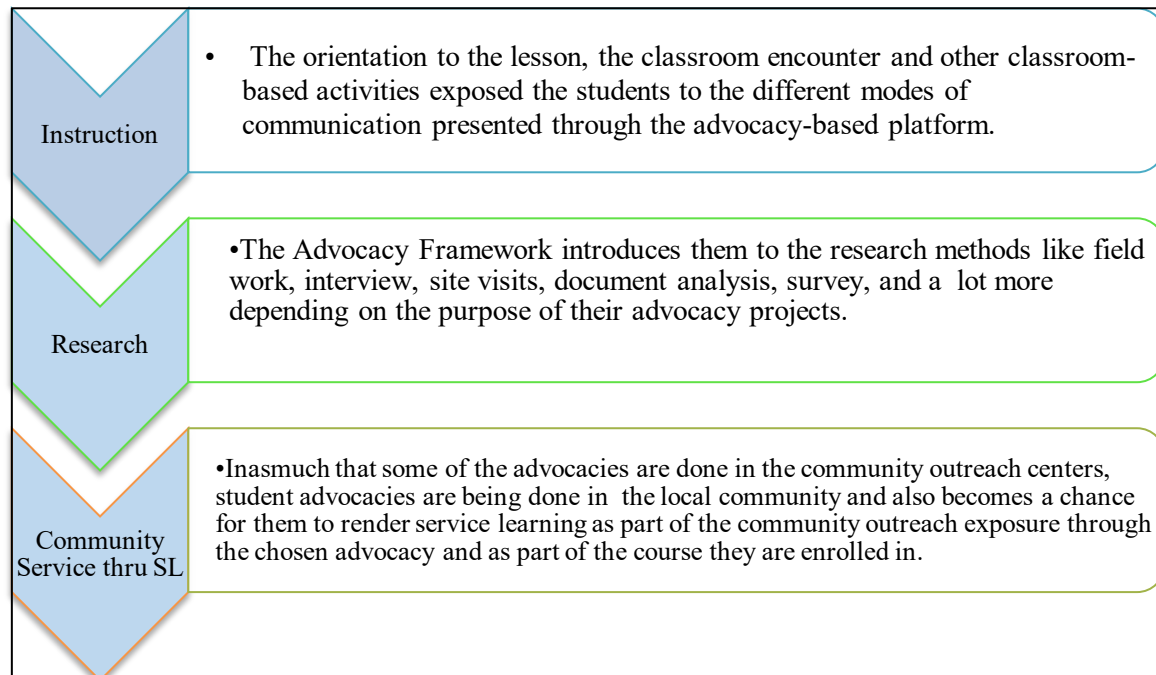 Instruction
• The orientation to the lesson, the classroom encounter and other classroom-
based activities exposed the students to the different modes of
communication presented through the advocacy-based platform.
Research
•The Advocacy Framework introduces them to the research methods like field
work, interview, site visits, document analysis, survey, and a lot more
depending on the purpose of their advocacy projects.
Community
Service thru SL
•Inasmuch that some of the advocacies are done in the community outreach centers,
student advocacies are being done in the local community and also becomes a chance
for them to render service learning as part of the community outreach exposure through
the chosen advocacy and as part of the course they are enrolled in.